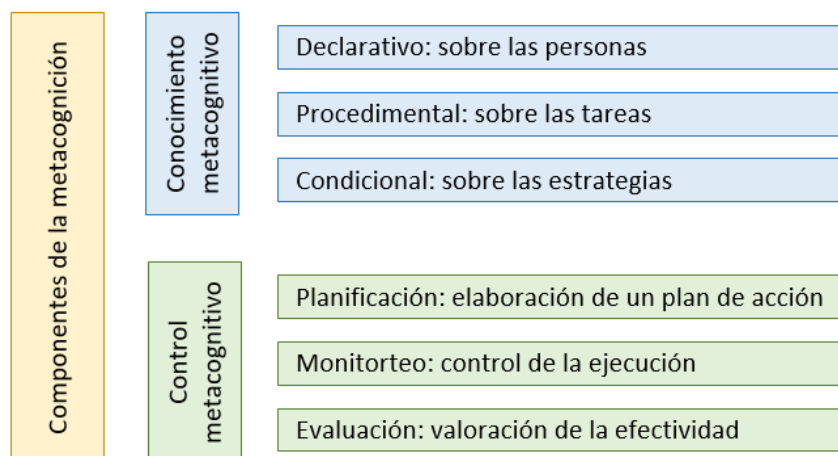 Componentes de la metacognición
Conocimiento
metacognitivo
Declarativo: sobre las personas
Procedimental: sobre las tareas
Condicional: sobre las estrategias
Control
metacognitivo
Planificación: elaboración de un plan de acción
Monitorteo: control de la ejecución
Evaluación: valoración de la efectividad